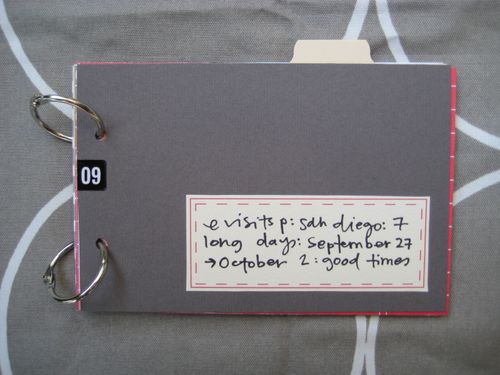 09
e visits p: san diego: 7
long days: september 27
→ October 2: good times